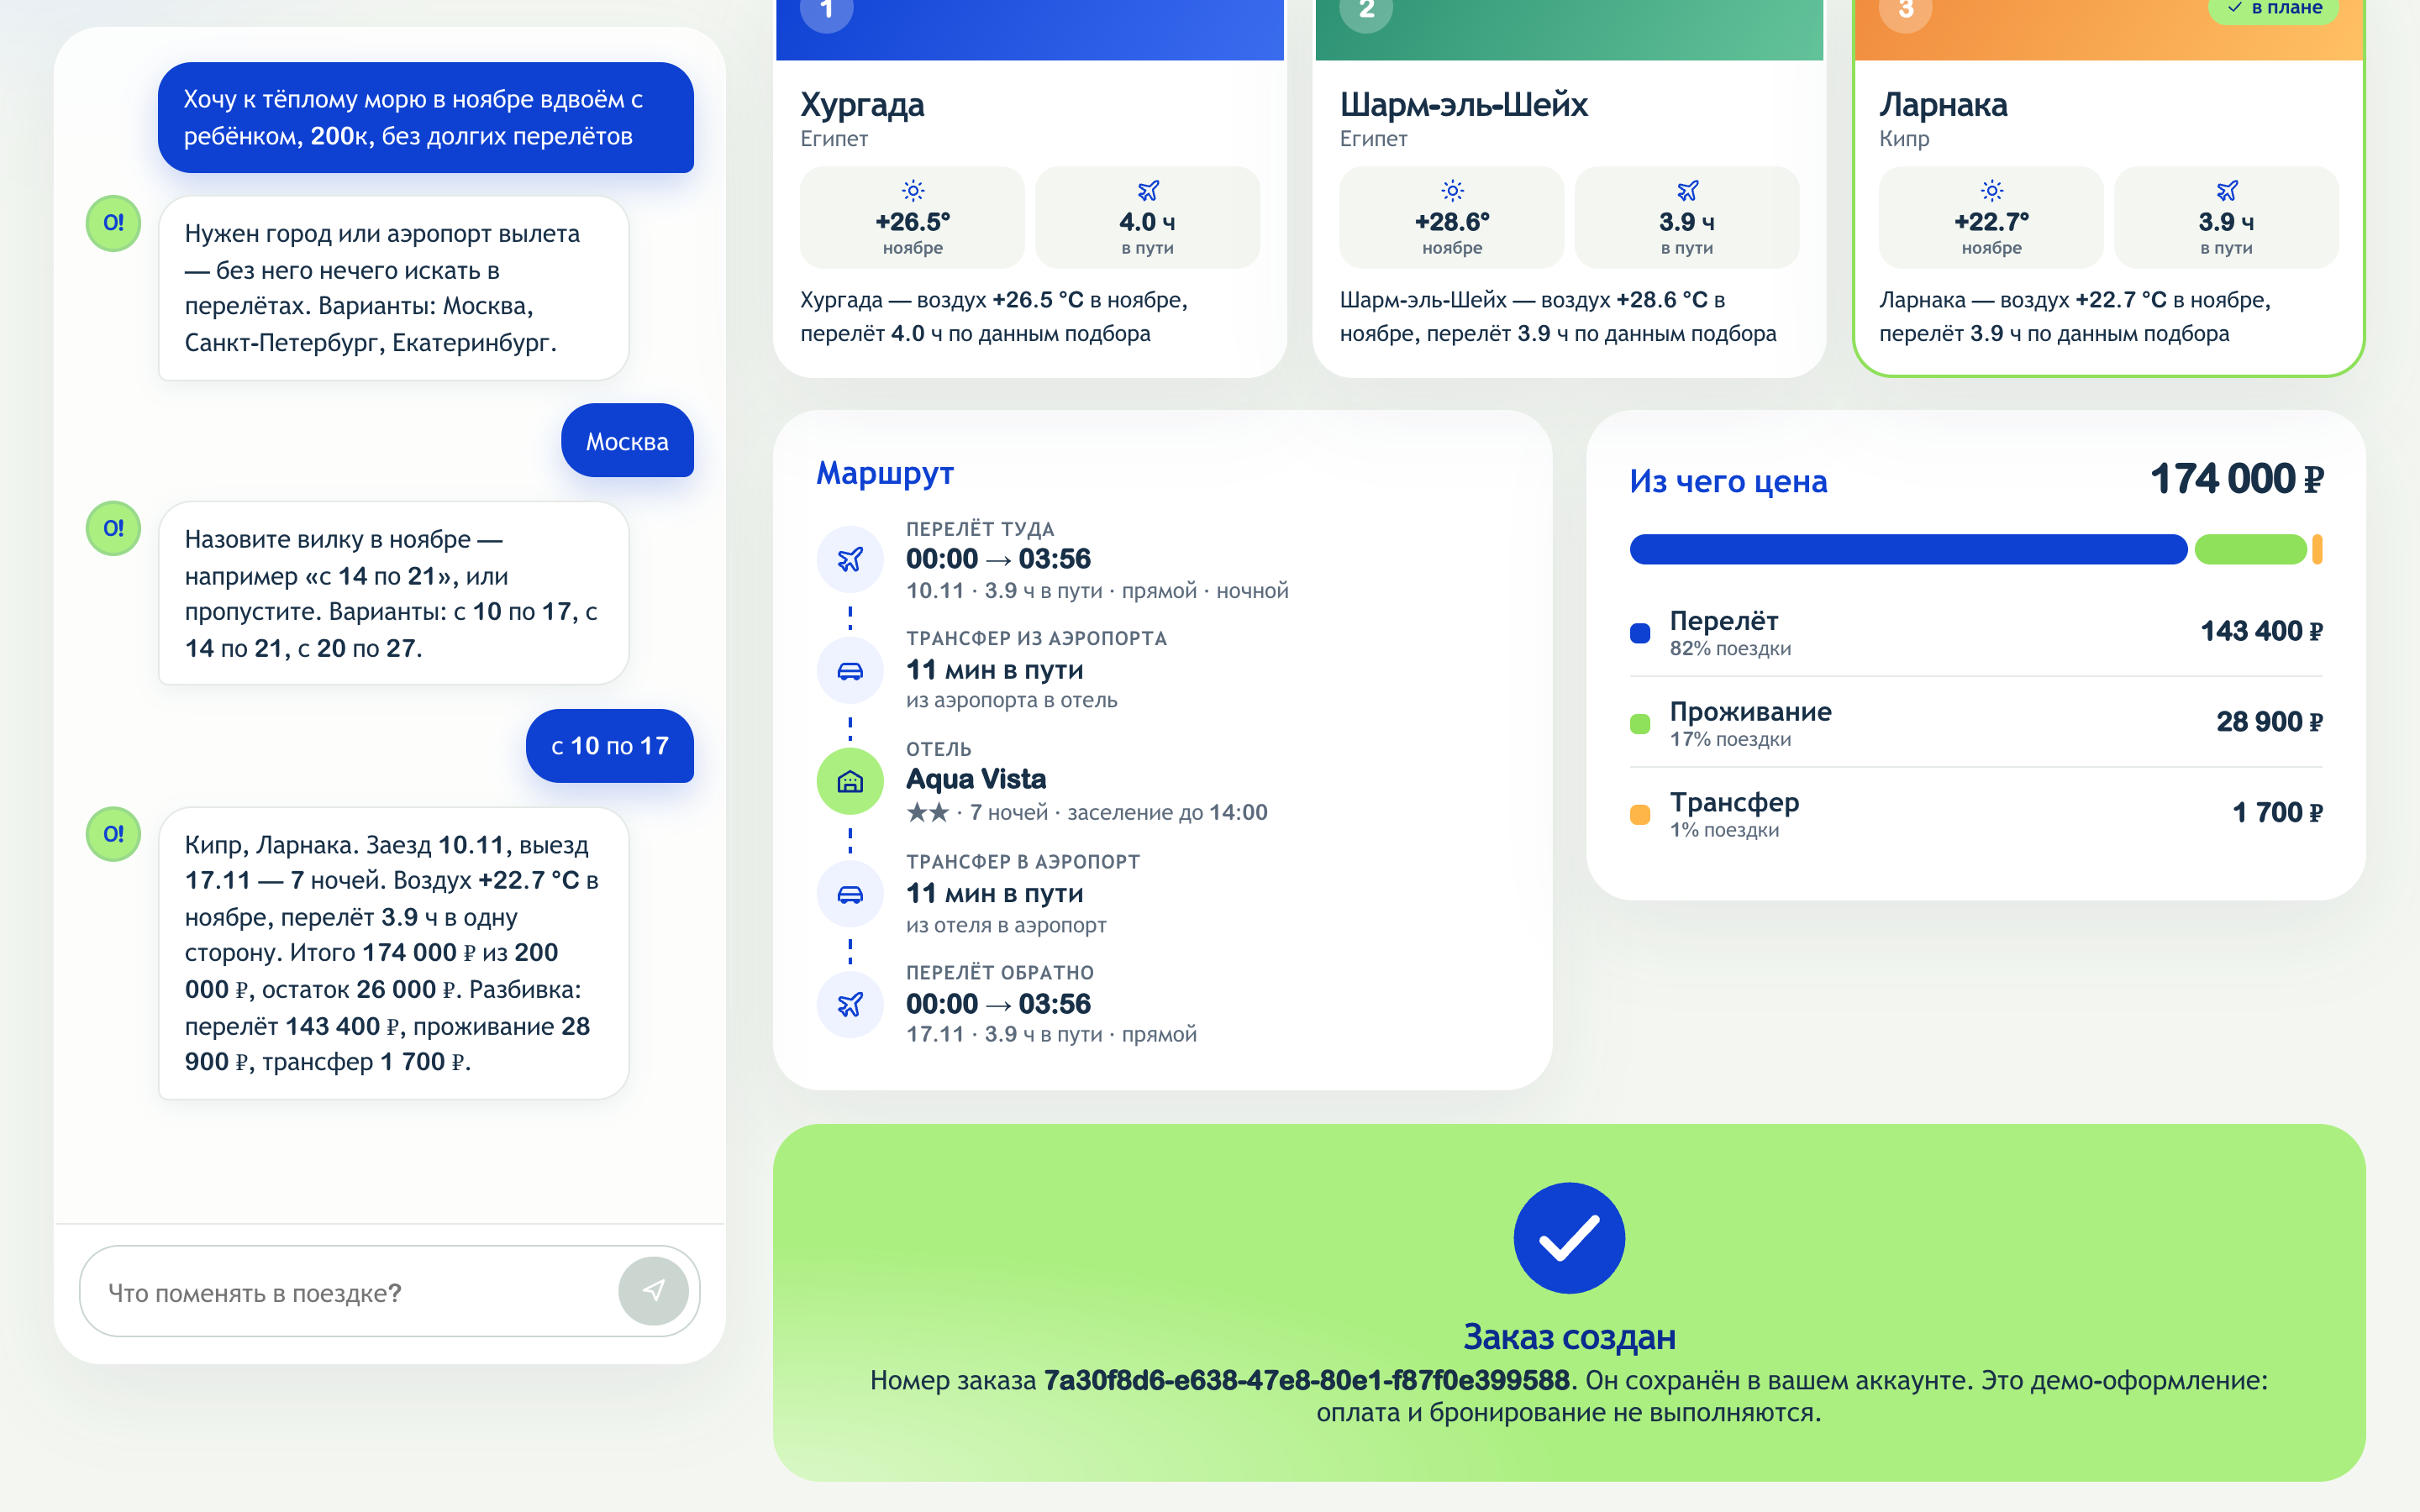 Хочу к тёплому морю в ноябре вдвоём с
ребёнком, 200к, без долгих перелётов
О!
Нужен город или аэропорт вылета
— без него нечего искать в
перелётах. Варианты: Москва,
Санкт-Петербург, Екатеринбург.
Москва
О!
Назовите вилку в ноябре —
например «с 14 по 21», или
пропустите. Варианты: с 10 по 17, с
14 по 21, с 20 по 27.
с 10 по 17
О!
Кипр, Ларнака. Заезд 10.11, выезд
17.11 — 7 ночей. Воздух +22.7 °C в
ноябре, перелёт 3.9 ч в одну
сторону. Итого 174 000 ₽ из 200
000 ₽, остаток 26 000 ₽. Разбивка:
перелёт 143 400 ₽, проживание 28
900 ₽, трансфер 1 700 ₽.
Что поменять в поездке?
1
Хургада
Египет
+26.5°
ноябре
4.0 ч
в пути
Хургада — воздух +26.5 °C в ноябре,
перелёт 4.0 ч по данным подбора
2
Шарм-эль-Шейх
Египет
+28.6°
ноябре
3.9 ч
в пути
Шарм-эль-Шейх — воздух +28.6 °C в
ноябре, перелёт 3.9 ч по данным подбора
3
✓ в плане
Ларнака
Кипр
+22.7°
ноябре
3.9 ч
в пути
Ларнака — воздух +22.7 °C в ноябре,
перелёт 3.9 ч по данным подбора
Маршрут
ПЕРЕЛЁТ ТУДА
00:00 → 03:56
10.11 · 3.9 ч в пути · прямой · ночной
ТРАНСФЕР ИЗ АЭРОПОРТА
11 мин в пути
из аэропорта в отель
ОТЕЛЬ
Aqua Vista
★★ · 7 ночей · заселение до 14:00
ТРАНСФЕР В АЭРОПОРТ
11 мин в пути
из отеля в аэропорт
ПЕРЕЛЁТ ОБРАТНО
00:00 → 03:56
17.11 · 3.9 ч в пути · прямой
Из чего цена
174 000 ₽
Перелёт
82% поездки
143 400 ₽
Проживание
17% поездки
28 900 ₽
Трансфер
1% поездки
1 700 ₽
Заказ создан
Номер заказа 7a30f8d6-e638-47e8-80e1-f87f0e399588. Он сохранён в вашем аккаунте. Это демо-оформление:
оплата и бронирование не выполняются.